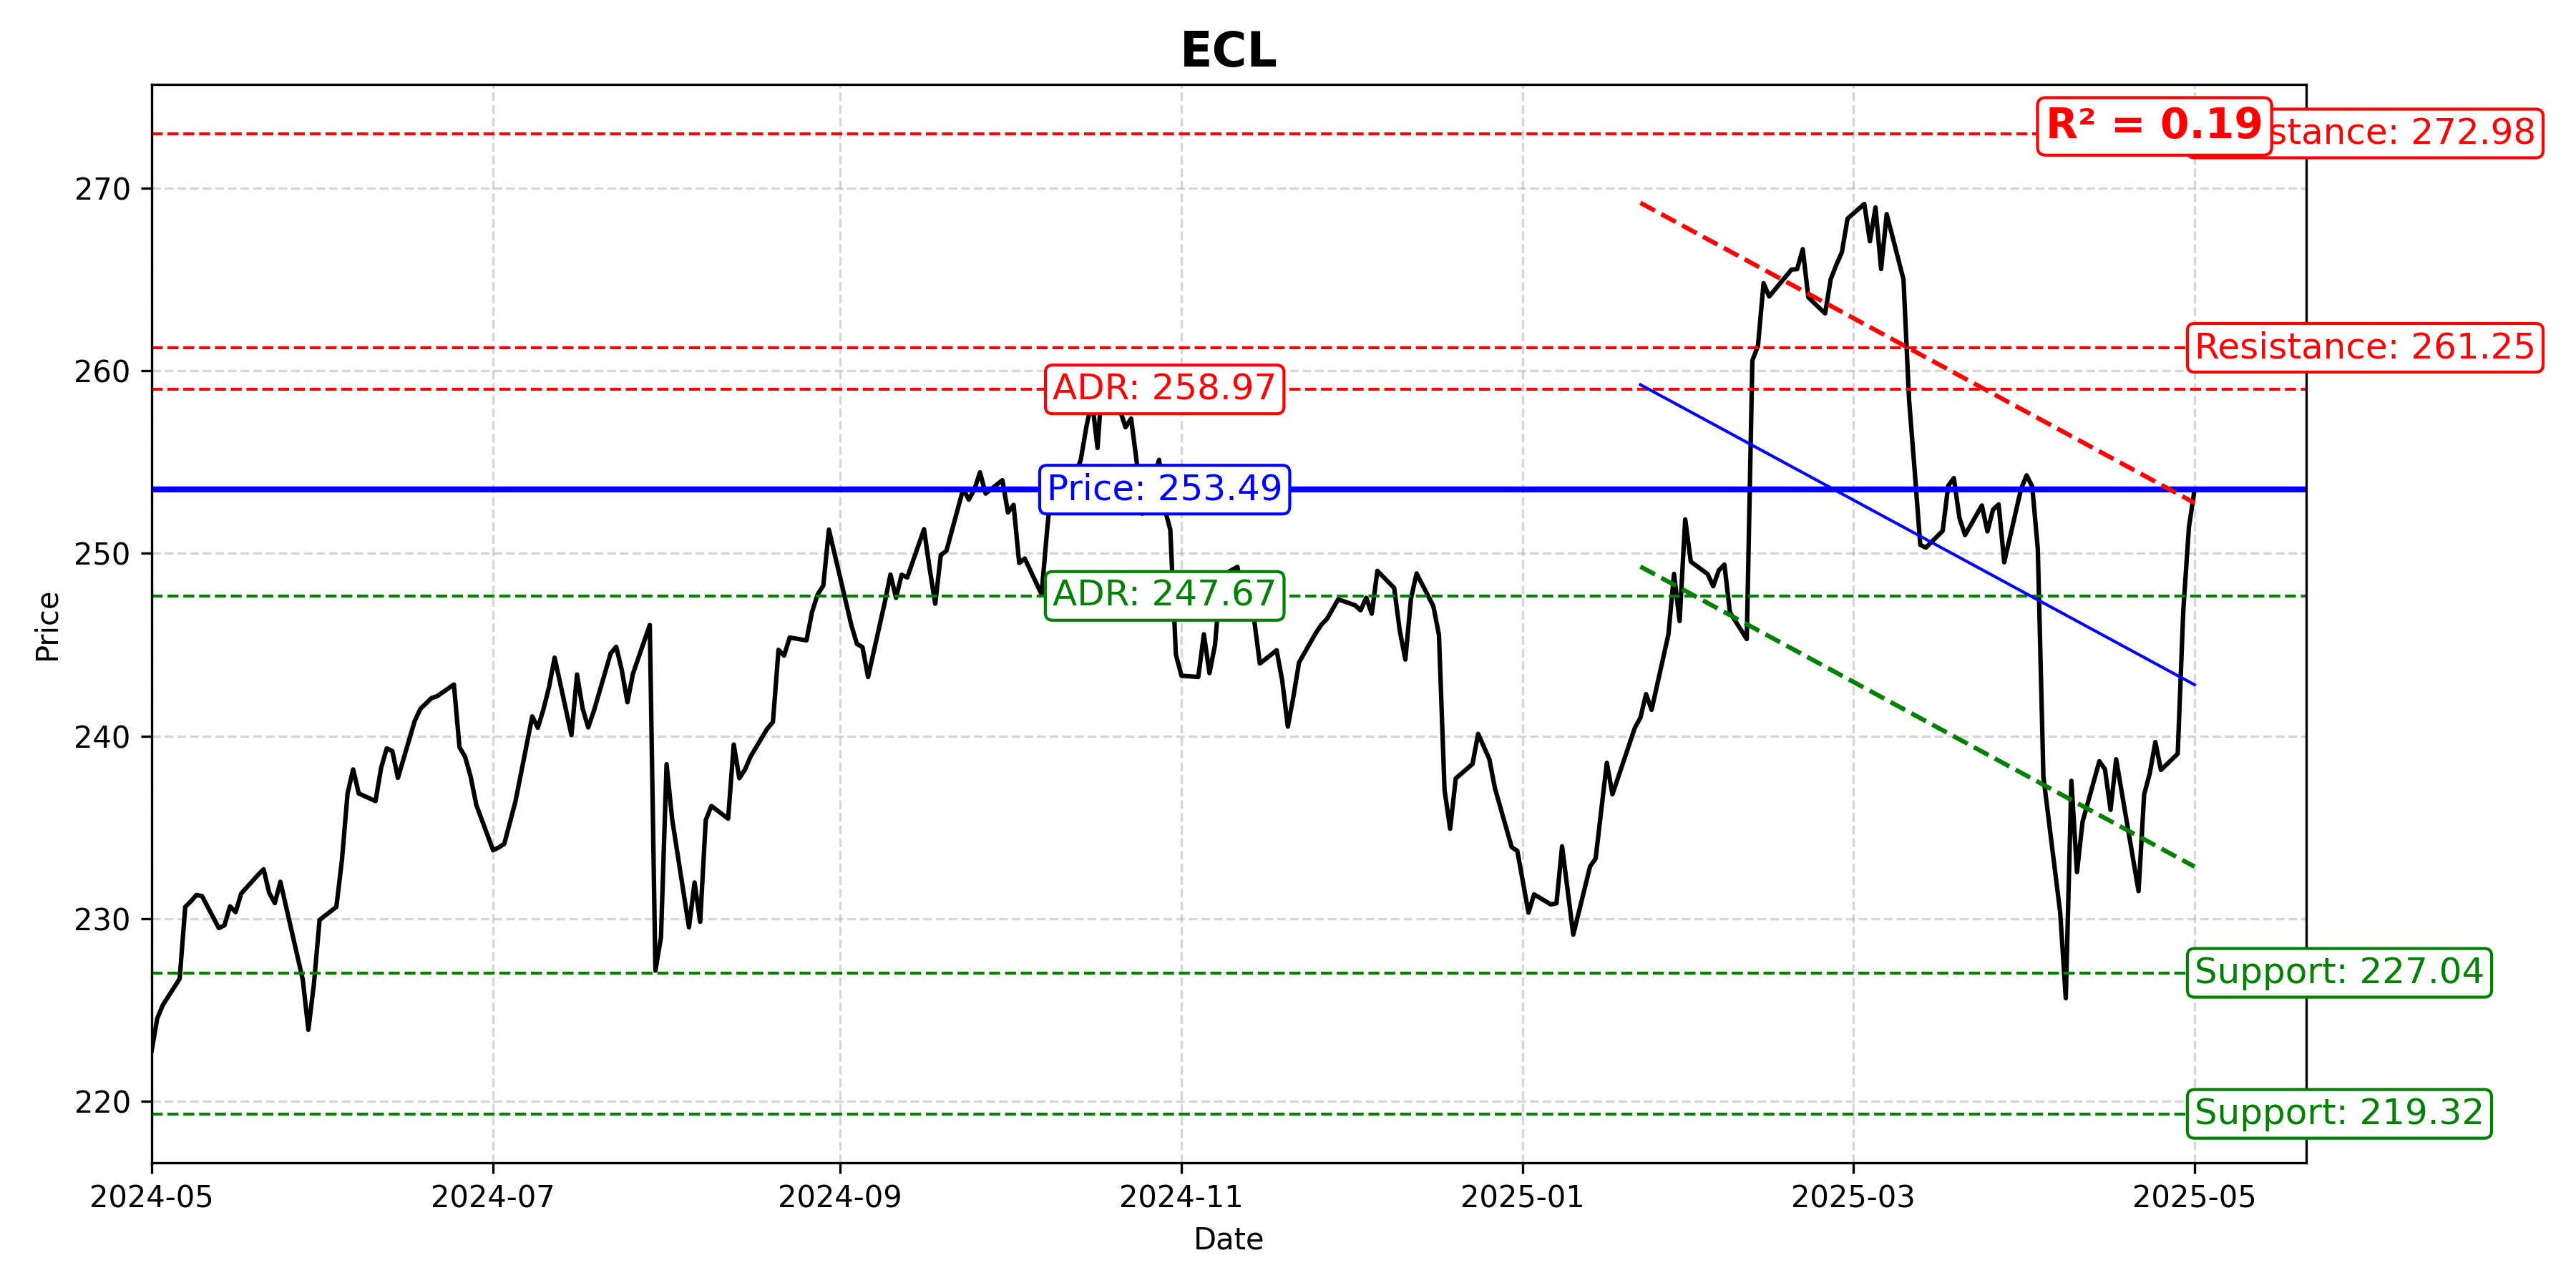 ECL
R² = 0.19
stance: 272.98
270
Resistance: 261.25
260
ADR: 258.97
Price: 253.49
250
ADR: 247.67
240
230
Support: 227.04
220
Support: 219.32
Price
2024-05 2024-07 2024-09 2024-11 2025-01 2025-03 2025-05
Date